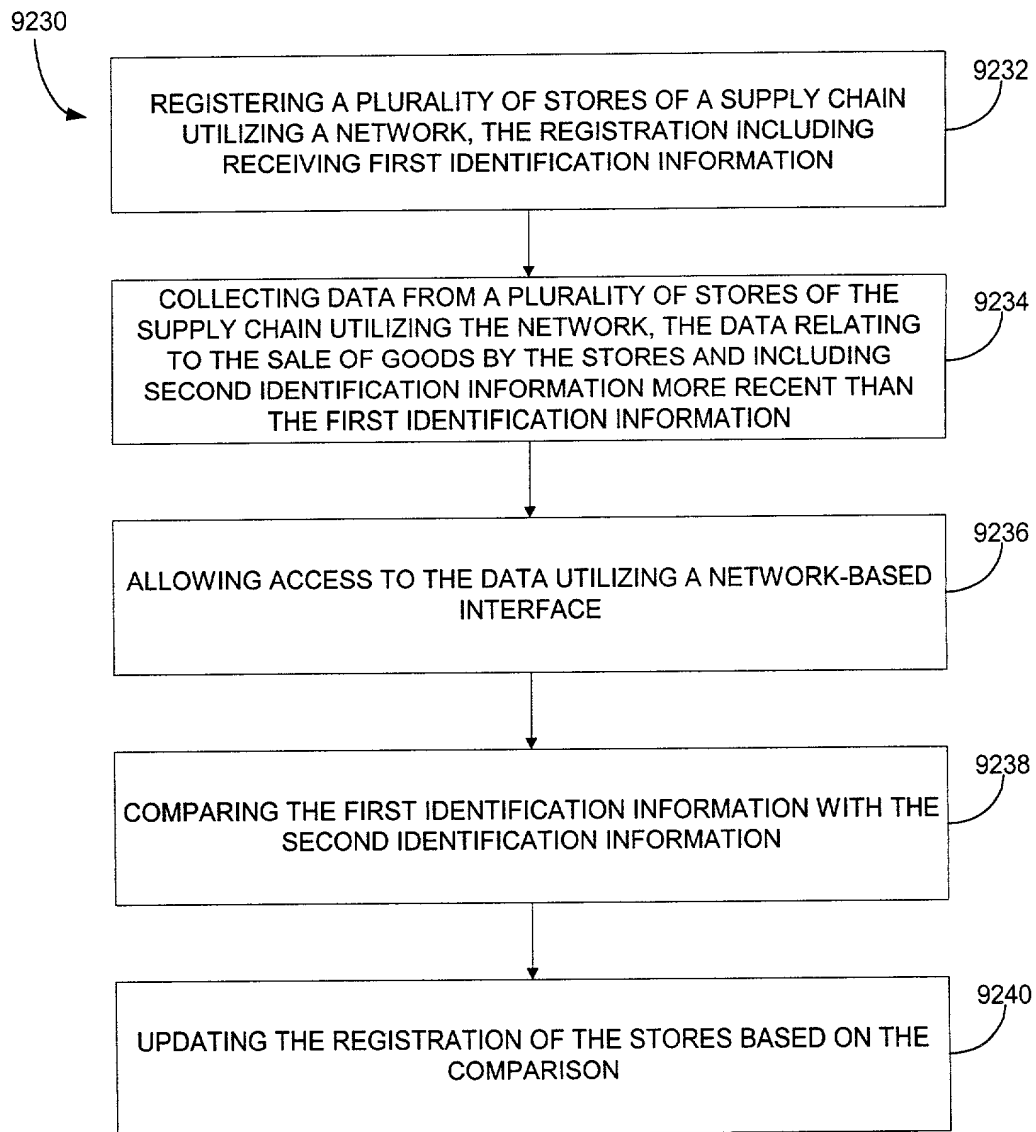 9230
9232
REGISTERING A PLURALITY OF STORES OF A SUPPLY CHAIN
UTILIZING A NETWORK, THE REGISTRATION INCLUDING
RECEIVING FIRST IDENTIFICATION INFORMATION
9234
COLLECTING DATA FROM A PLURALITY OF STORES OF THE
SUPPLY CHAIN UTILIZING THE NETWORK, THE DATA RELATING
TO THE SALE OF GOODS BY THE STORES AND INCLUDING
SECOND IDENTIFICATION INFORMATION MORE RECENT THAN
THE FIRST IDENTIFICATION INFORMATION
9236
ALLOWING ACCESS TO THE DATA UTILIZING A NETWORK-BASED
INTERFACE
9238
COMPARING THE FIRST IDENTIFICATION INFORMATION WITH THE
SECOND IDENTIFICATION INFORMATION
9240
UPDATING THE REGISTRATION OF THE STORES BASED ON THE
COMPARISON